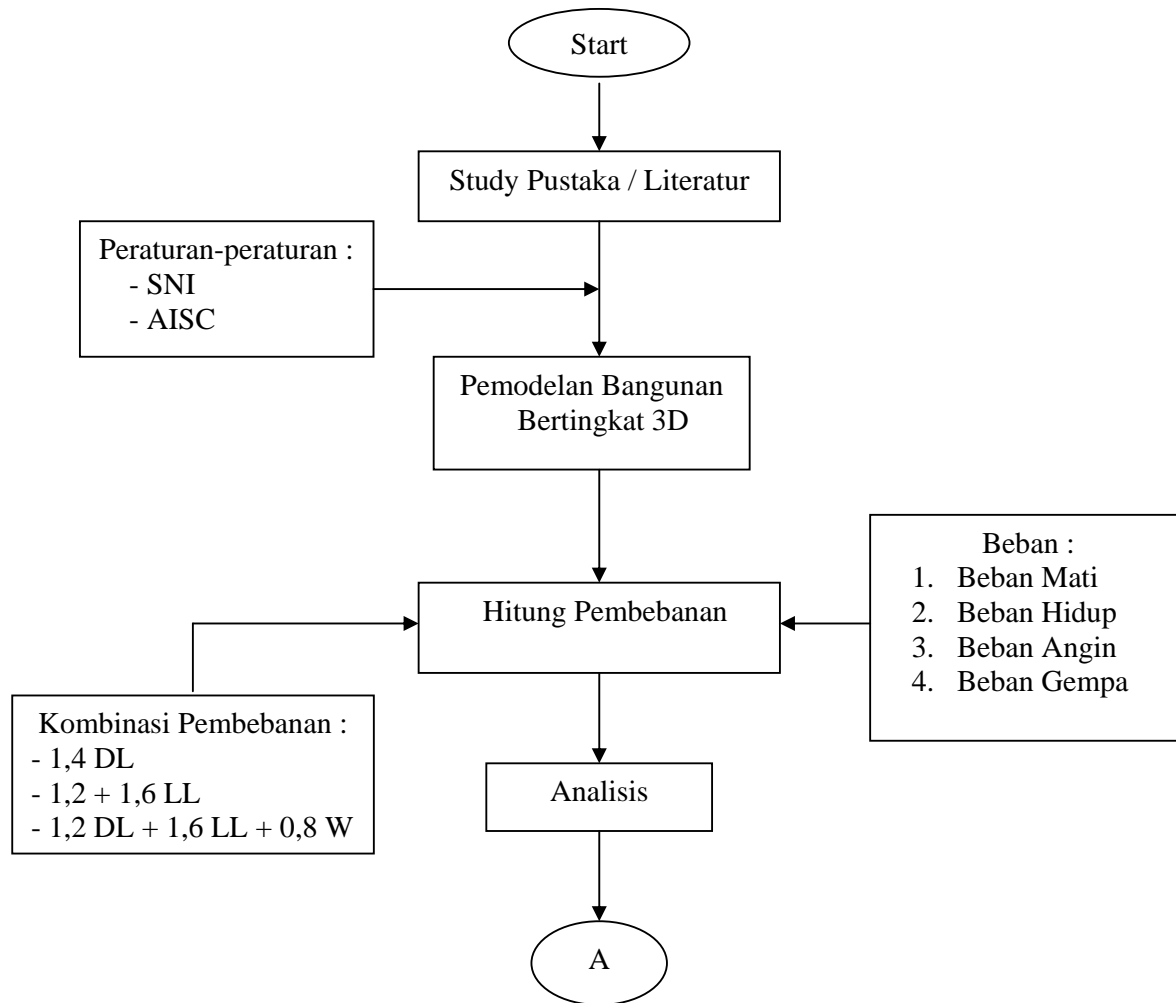 Start
Study Pustaka / Literatur
Peraturan-peraturan :
- SNI
- AISC
Pemodelan Bangunan
Bertingkat 3D
Beban :
1. Beban Mati
2. Beban Hidup
3. Beban Angin
4. Beban Gempa
Hitung Pembebanan
Kombinasi Pembebanan :
- 1,4 DL
- 1,2 + 1,6 LL
- 1,2 DL + 1,6 LL + 0,8 W
Analisis
A